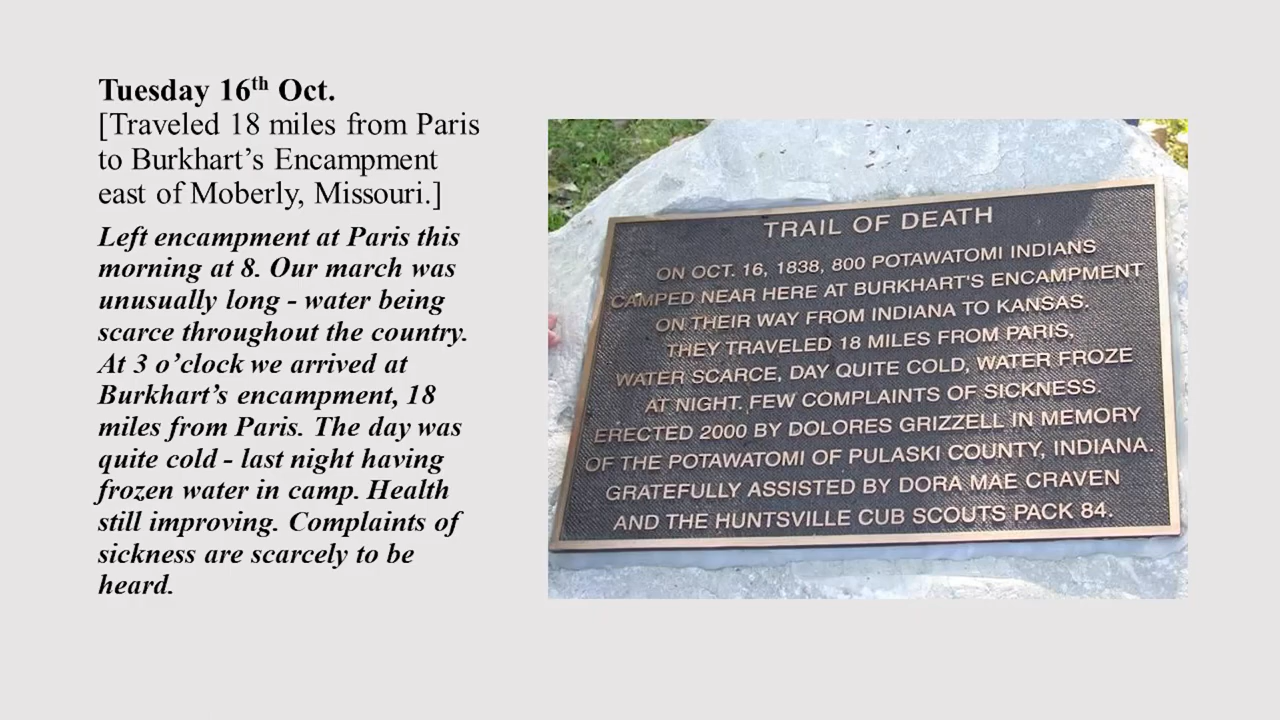 Tuesday 16th Oct.
[Traveled 18 miles from Paris
to Burkhart’s Encampment
east of Moberly, Missouri.]
Left encampment at Paris this
morning at 8. Our march was
unusually long - water being
scarce throughout the country.
At 3 o’clock we arrived at
Burkhart’s encampment, 18
miles from Paris. The day was
quite cold - last night having
frozen water in camp. Health
still improving. Complaints of
sickness are scarcely to be
heard.
TRAIL OF DEATH
ON OCT. 16, 1838, 800 POTAWATOMI INDIANS
CAMPED NEAR HERE AT BURKHART'S ENCAMPMENT
ON THEIR WAY FROM INDIANA TO KANSAS.
THEY TRAVELED 18 MILES FROM PARIS,
WATER SCARCE, DAY QUITE COLD, WATER FROZE
AT NIGHT. FEW COMPLAINTS OF SICKNESS.
ERECTED 2000 BY DOLORES GRIZZELL IN MEMORY
OF THE POTAWATOMI OF PULASKI COUNTY, INDIANA.
GRATEFULLY ASSISTED BY DORA MAE CRAVEN
AND THE HUNTSVILLE CUB SCOUTS PACK 84.